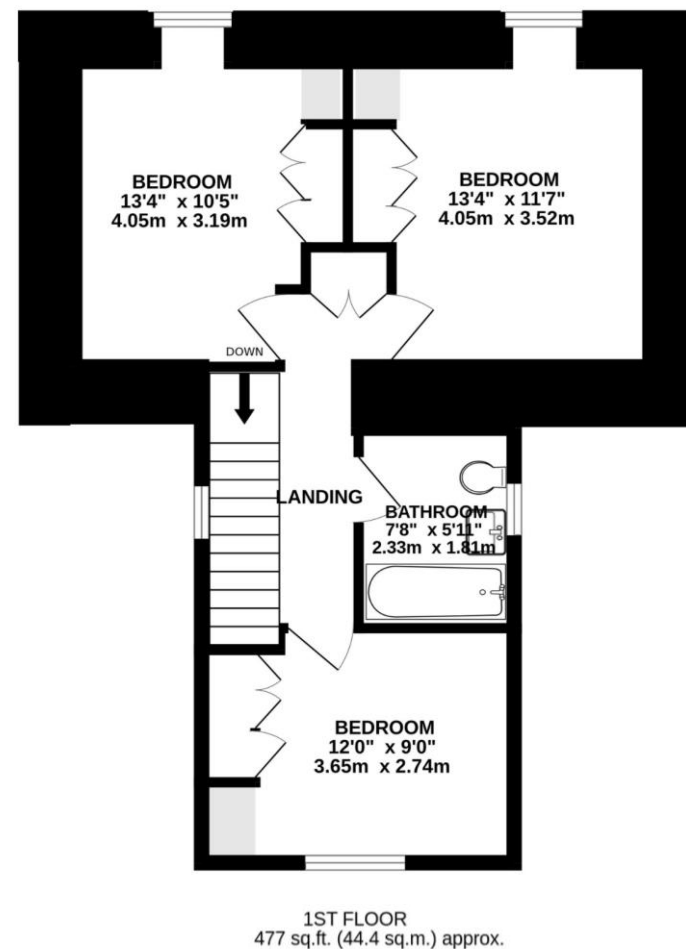 BEDROOM
13'4" x 10'5"
4.05m x 3.19m
BEDROOM
13'4" x 11'7"
4.05m x 3.52m
DOWN
LANDING
BATHROOM
7'8" x 5'11"
2.33m x 1.81m
BEDROOM
12'0" x 9'0"
3.65m x 2.74m
1ST FLOOR
477 sq.ft. (44.4 sq.m.) approx.